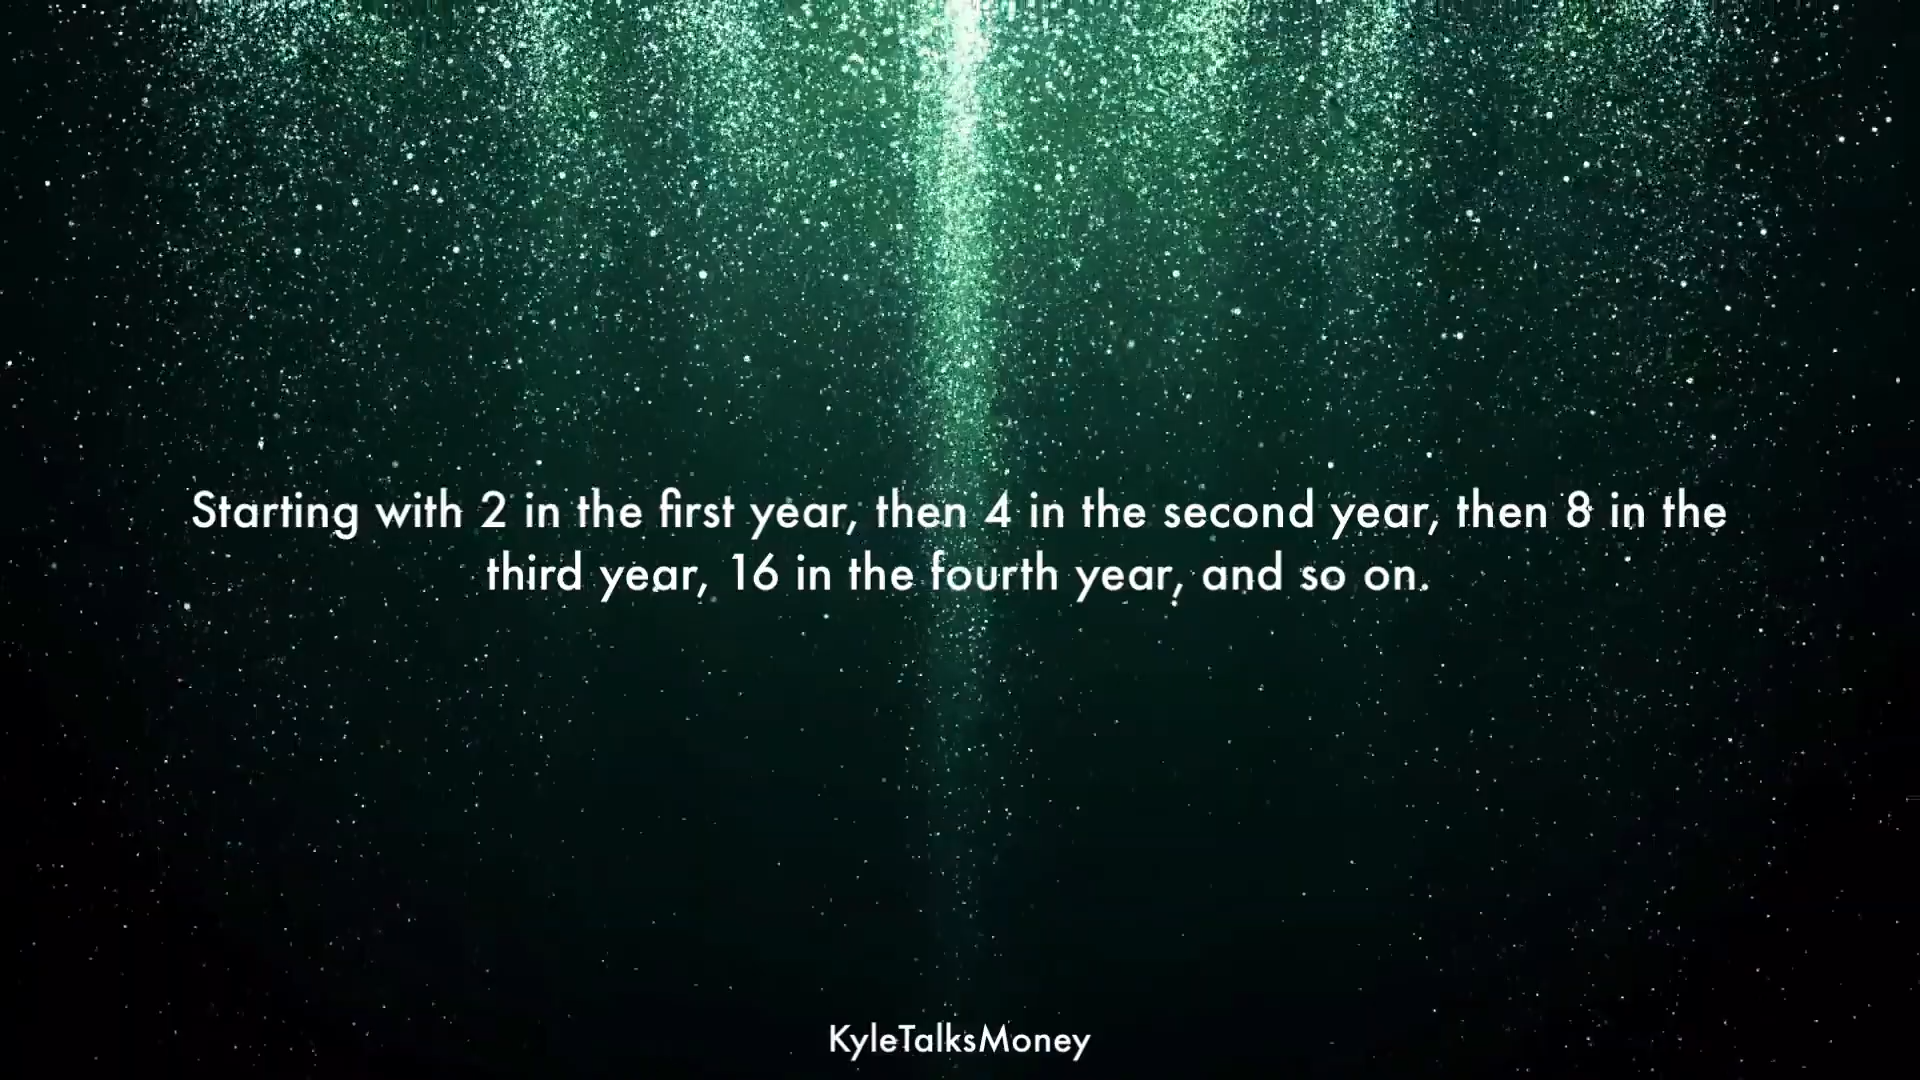 Starting with 2 in the first year, then 4 in the second year, then 8 in the
third year, 16 in the fourth year, and so on.
KyleTalksMoney